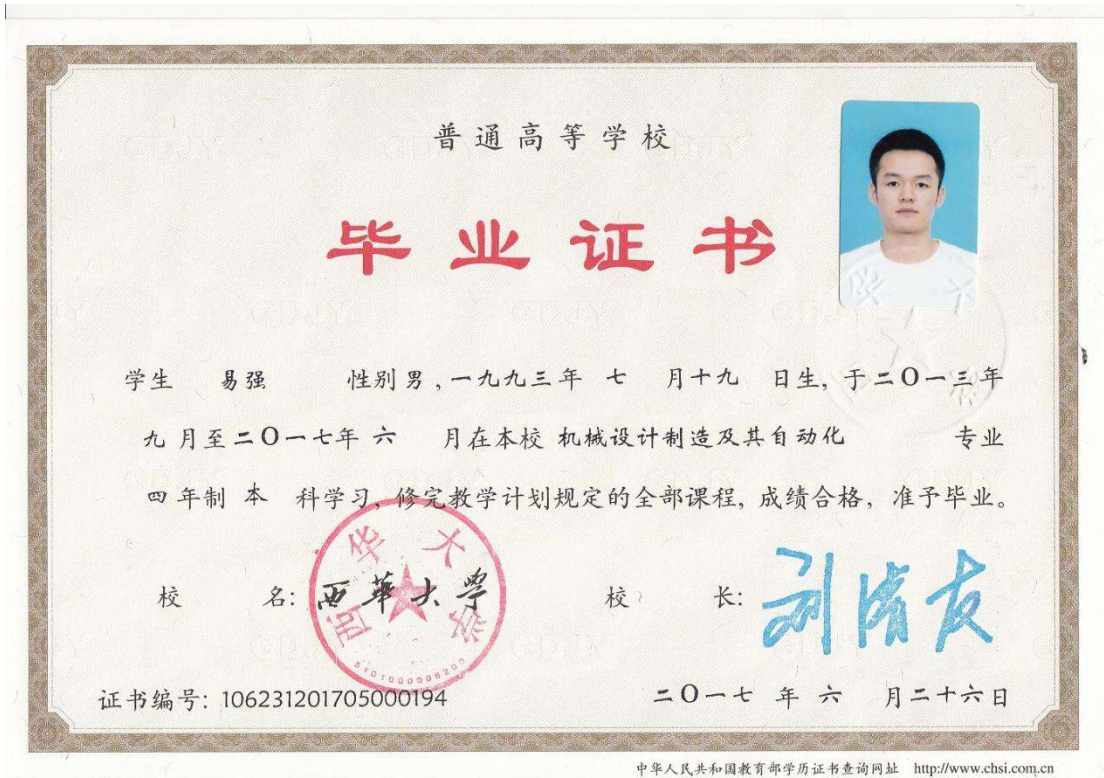 普通高等学校
毕业证书
学生 易强 性别 男，一九九三年 七 月十九 日生，于二〇一三年
九 月至二〇一七年 六 月在本校 机械设计制造及其自动化 专业
四 年制 本 科学习，修完教学计划规定的全部课程，成绩合格，准予毕业。
校 名：西華大學 校 长：刘清友
西华大学
证书编号：106231201705000194 二〇一七 年 六 月二十六日
中华人民共和国教育部学历证书查询网址 http://www.chsi.com.cn